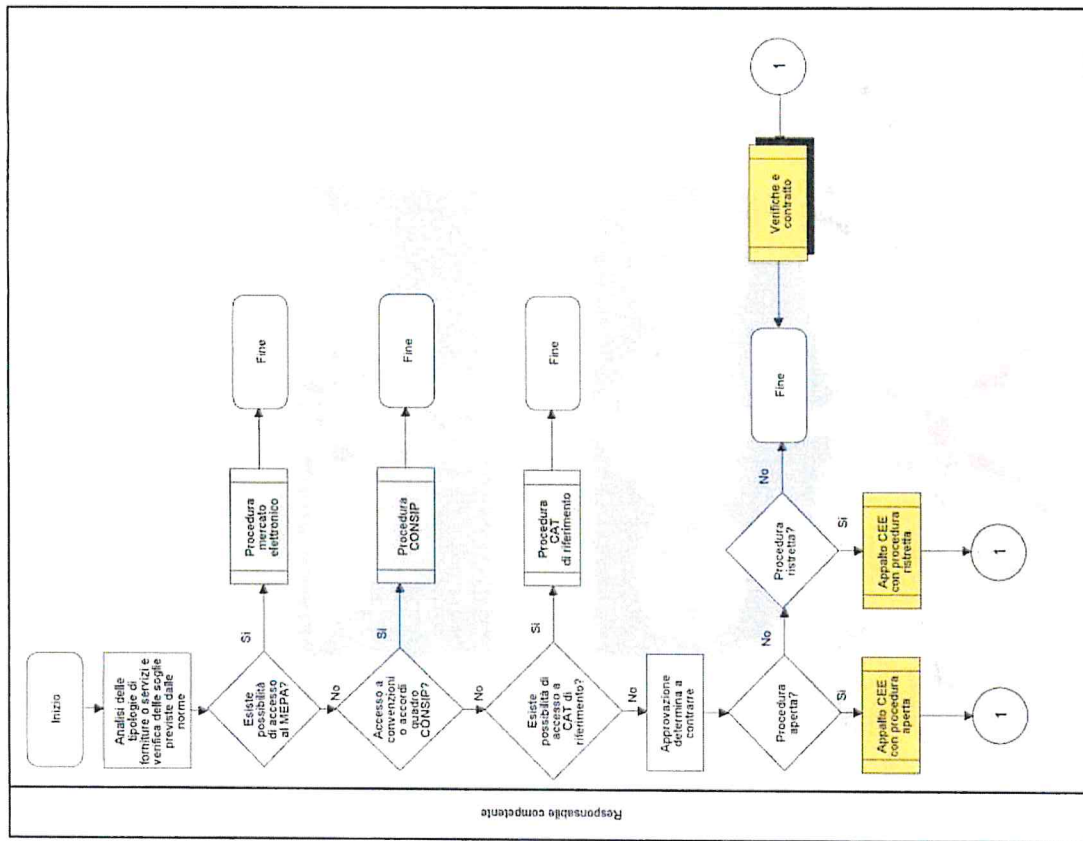 Responsabile competente
Inizio
Analisi delle
tipologie di
forniture o servizi e
verifica delle soglie
previste dalle
norme
Esiste
possibilità
di accesso
al MEPA?
Si
Procedura
mercato
elettronico
Fine
No
Accesso a
convenzioni
o accordi
quadro
CONSIP?
Si
Procedura
CONSIP
Fine
No
Esiste
possibilità di
accesso a
CAT di
riferimento?
Si
Procedura
CAT
di riferimento
Fine
No
Approvazione
determina a
contrarre
Procedura
aperta?
No
Procedura
ristretta?
No
Fine
Verifiche e
contratto
1
Si
Appalto CEE
con procedura
aperta
1
Si
Appalto CEE
con procedura
ristretta
1